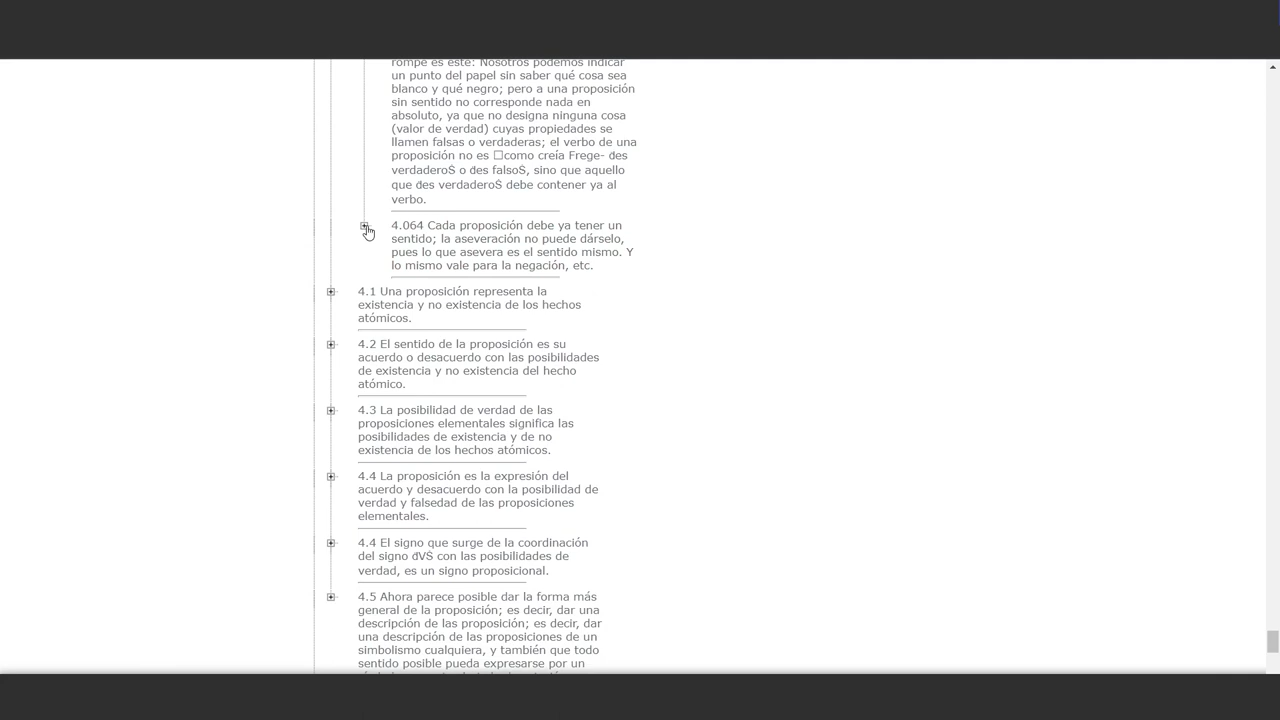 rompe es este: Nosotros podemos indicar
un punto del papel sin saber qué cosa sea
blanco y qué negro; pero a una proposición
sin sentido no corresponde nada en
absoluto, ya que no designa ninguna cosa
(valor de verdad) cuyas propiedades se
llamen falsas o verdaderas; el verbo de una
proposición no es □como creía Frege- đes
verdaderoŠ o đes falsoŠ, sino que aquello
que đes verdaderoŠ debe contener ya al
verbo.
4.064 Cada proposición debe ya tener un
sentido; la aseveración no puede dárselo,
pues lo que asevera es el sentido mismo. Y
lo mismo vale para la negación, etc.
4.1 Una proposición representa la
existencia y no existencia de los hechos
atómicos.
4.2 El sentido de la proposición es su
acuerdo o desacuerdo con las posibilidades
de existencia y no existencia del hecho
atómico.
4.3 La posibilidad de verdad de las
proposiciones elementales significa las
posibilidades de existencia y de no
existencia de los hechos atómicos.
4.4 La proposición es la expresión del
acuerdo y desacuerdo con la posibilidad de
verdad y falsedad de las proposiciones
elementales.
4.4 El signo que surge de la coordinación
del signo đVŠ con las posibilidades de
verdad, es un signo proposicional.
4.5 Ahora parece posible dar la forma más
general de la proposición; es decir, dar una
descripción de las proposición; es decir, dar
una descripción de las proposiciones de un
simbolismo cualquiera, y también que todo
sentido posible pueda expresarse por un